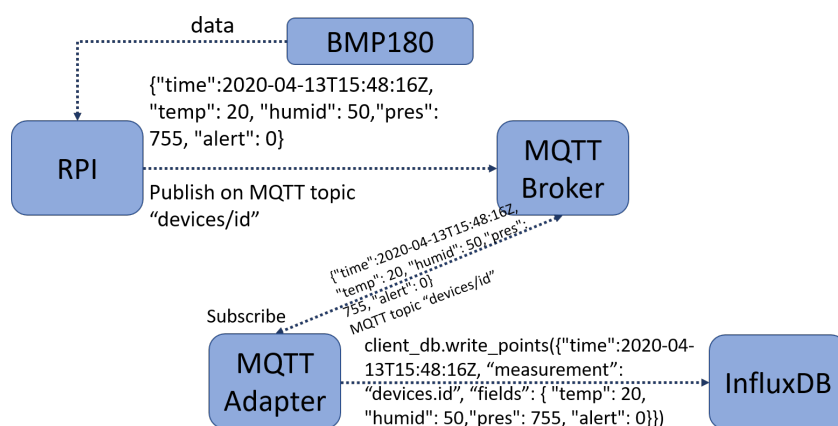 data
BMP180
{"time":2020-04-13T15:48:16Z,
"temp": 20, "humid": 50,"pres":
755, "alert": 0}
RPI
MQTT
Broker
Publish on MQTT topic
“devices/id”
{"time":2020-04-13T15:48:16Z,
"temp": 20, "humid": 50,"pres":
755, "alert": 0}
MQTT topic “devices/id”
Subscribe
MQTT
Adapter
client_db.write_points({"time":2020-04-
13T15:48:16Z, “measurement”:
“devices.id”, “fields”: { "temp": 20,
"humid": 50,"pres": 755, "alert": 0}})
InfluxDB